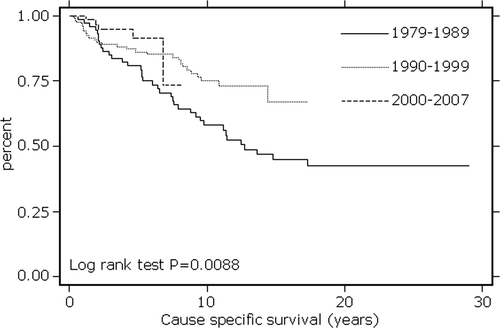 1.00
1979-1989
1990-1999
0.75
2000-2007
percent
0.50
0.25
Log rank test P=0.0088
0.00
0 10 20 30
Cause specific survival (years)